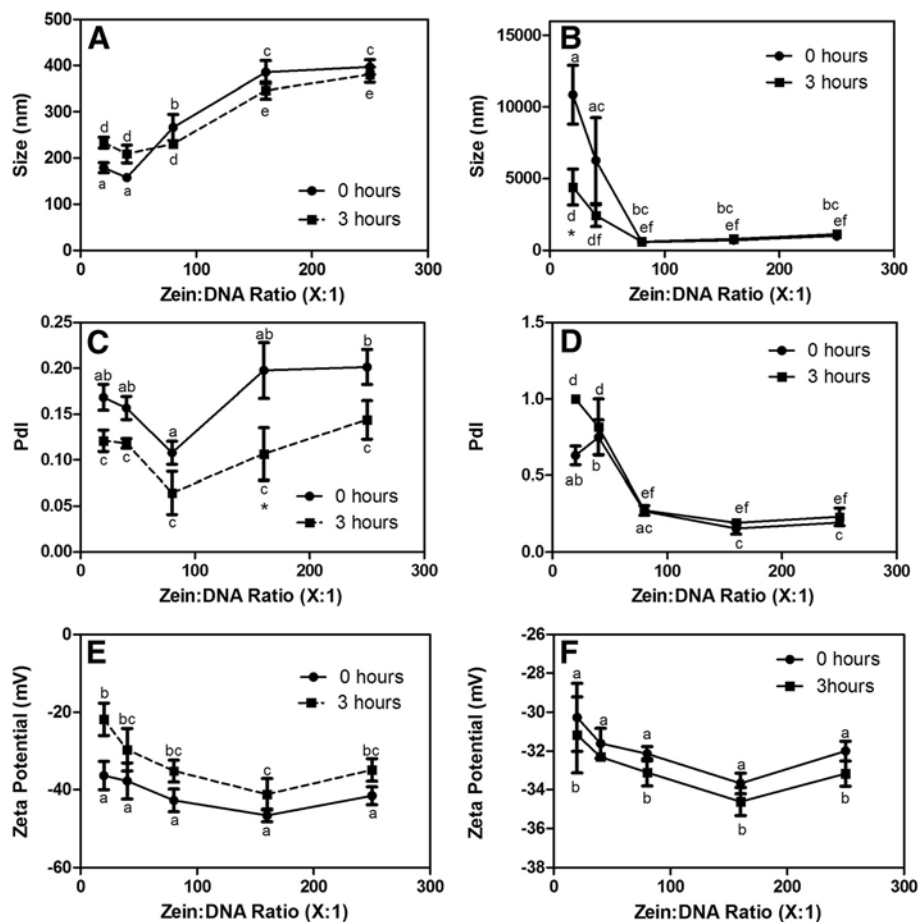 A
Size (nm)
500
400
300
200
100
0
d
d
b
c
c
a
a
d
e
e
0 hours
3 hours
0
100
200
300
Zein:DNA Ratio (X:1)
B
Size (nm)
15000
10000
5000
0
a
ac
bc
bc
bc
d
*
df
ef
ef
ef
0 hours
3 hours
0
100
200
300
Zein:DNA Ratio (X:1)
C
PdI
0.25
0.20
0.15
0.10
0.05
0.00
ab
ab
a
ab
b
c
c
c
c
*
c
0 hours
3 hours
0
100
200
300
Zein:DNA Ratio (X:1)
D
PdI
1.5
1.0
0.5
0.0
d
d
ef
ef
ef
ab
b
ac
c
c
0 hours
3 hours
0
100
200
300
Zein:DNA Ratio (X:1)
E
Zeta Potential (mV)
0
-20
-40
-60
b
bc
bc
c
bc
a
a
a
a
a
0 hours
3 hours
0
100
200
300
Zein:DNA Ratio (X:1)
F
Zeta Potential (mV)
-26
-28
-30
-32
-34
-36
-38
a
a
a
a
a
b
b
b
b
0 hours
3hours
0
100
200
300
Zein:DNA Ratio (X:1)